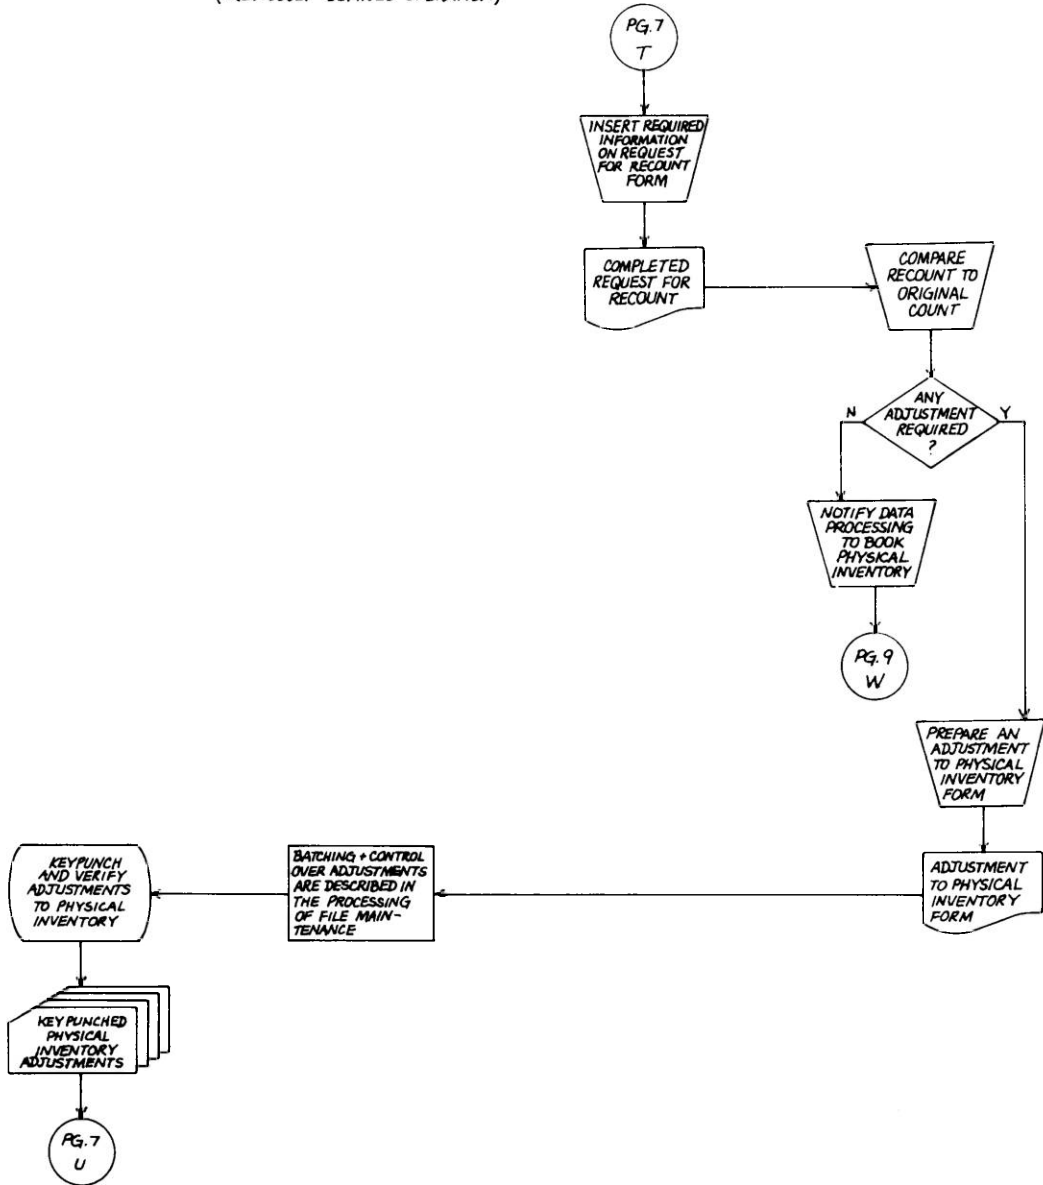 PG. 7
T
INSERT REQUIRED
INFORMATION
ON REQUEST
FOR RECOUNT
FORM
COMPLETED
REQUEST FOR
RECOUNT
COMPARE
RECOUNT TO
ORIGINAL
COUNT
ANY
ADJUSTMENT
REQUIRED
?
N
Y
NOTIFY DATA
PROCESSING
TO BOOK
PHYSICAL
INVENTORY
PG. 9
W
PREPARE AN
ADJUSTMENT
TO PHYSICAL
INVENTORY
FORM
ADJUSTMENT
TO PHYSICAL
INVENTORY
FORM
BATCHING + CONTROL
OVER ADJUSTMENTS
ARE DESCRIBED IN
THE PROCESSING
OF FILE MAIN-
TENANCE
KEYPUNCH
AND VERIFY
ADJUSTMENTS
TO PHYSICAL
INVENTORY
KEYPUNCHED
PHYSICAL
INVENTORY
ADJUSTMENTS
PG. 7
U